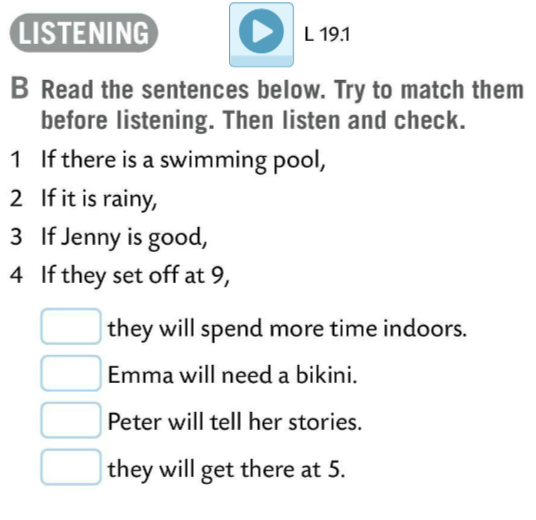 LISTENING
L 19.1
B Read the sentences below. Try to match them
before listening. Then listen and check.
1 If there is a swimming pool,
2 If it is rainy,
3 If Jenny is good,
4 If they set off at 9,
they will spend more time indoors.
Emma will need a bikini.
Peter will tell her stories.
they will get there at 5.